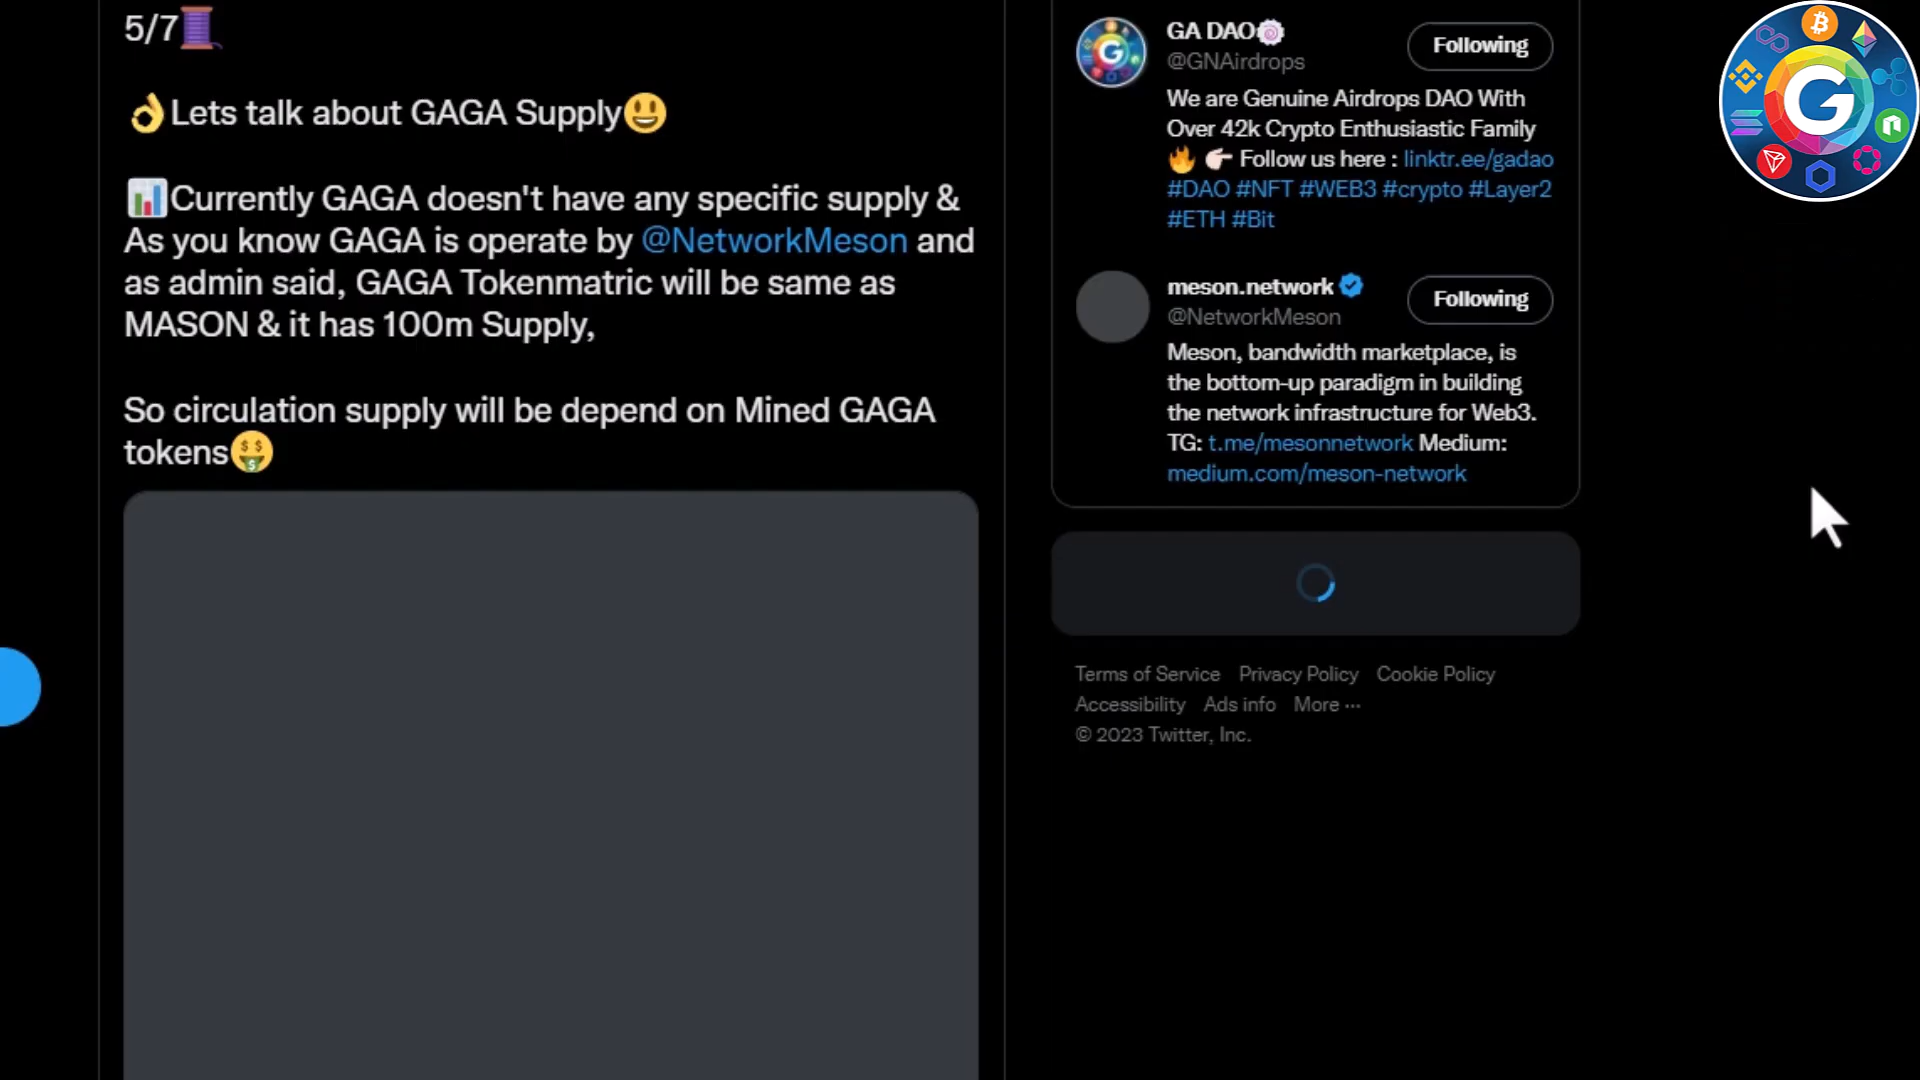 5/7🧵
👌Lets talk about GAGA Supply😃
📊Currently GAGA doesn't have any specific supply &
As you know GAGA is operate by @NetworkMeson and
as admin said, GAGA Tokenmatric will be same as
MASON & it has 100m Supply,
So circulation supply will be depend on Mined GAGA
tokens🤑
GA DAO🍥
@GNAirdrops
Following
We are Genuine Airdrops DAO With
Over 42k Crypto Enthusiastic Family
🔥 👉🏻 Follow us here : linktr.ee/gadao
#DAO #NFT #WEB3 #crypto #Layer2
#ETH #Bit
meson.network
@NetworkMeson
Following
Meson, bandwidth marketplace, is
the bottom-up paradigm in building
the network infrastructure for Web3.
TG: t.me/mesonnetwork Medium:
medium.com/meson-network
Terms of Service Privacy Policy Cookie Policy
Accessibility Ads info More ···
© 2023 Twitter, Inc.
G